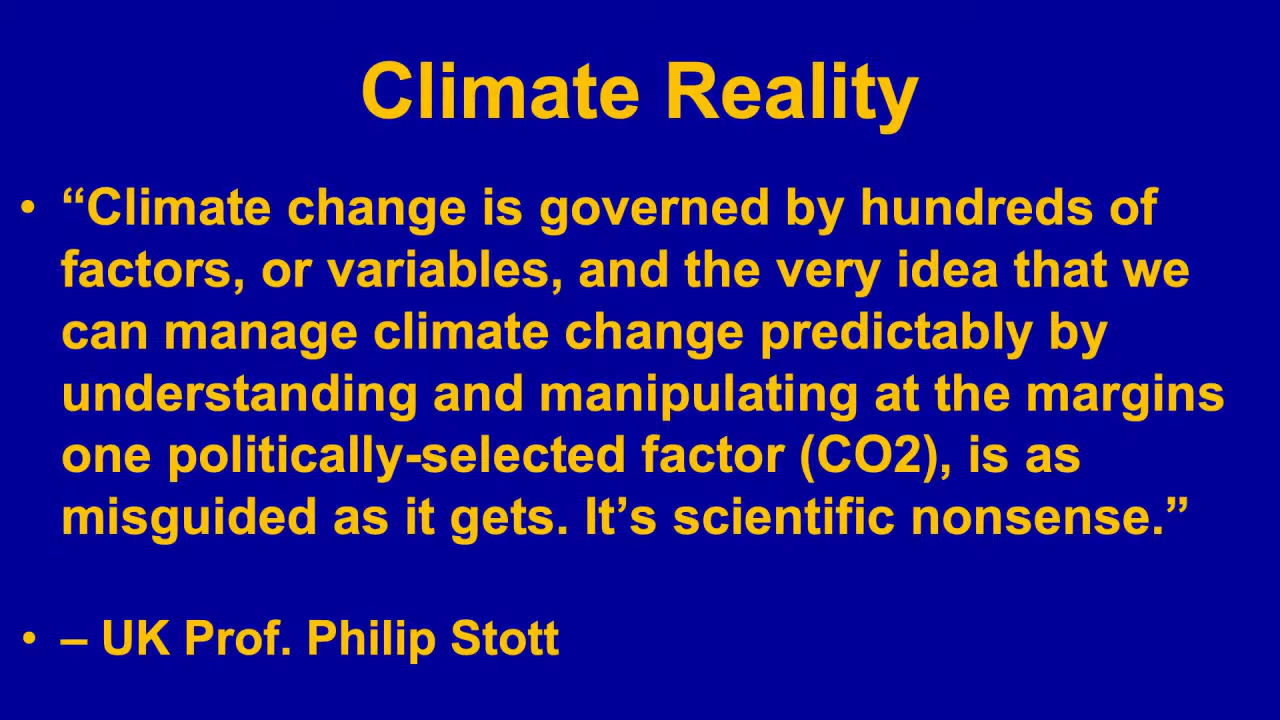 Climate Reality
• “Climate change is governed by hundreds of
factors, or variables, and the very idea that we
can manage climate change predictably by
understanding and manipulating at the margins
one politically-selected factor (CO2), is as
misguided as it gets. It’s scientific nonsense.”
• – UK Prof. Philip Stott